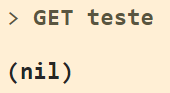 > GET teste
(nil)